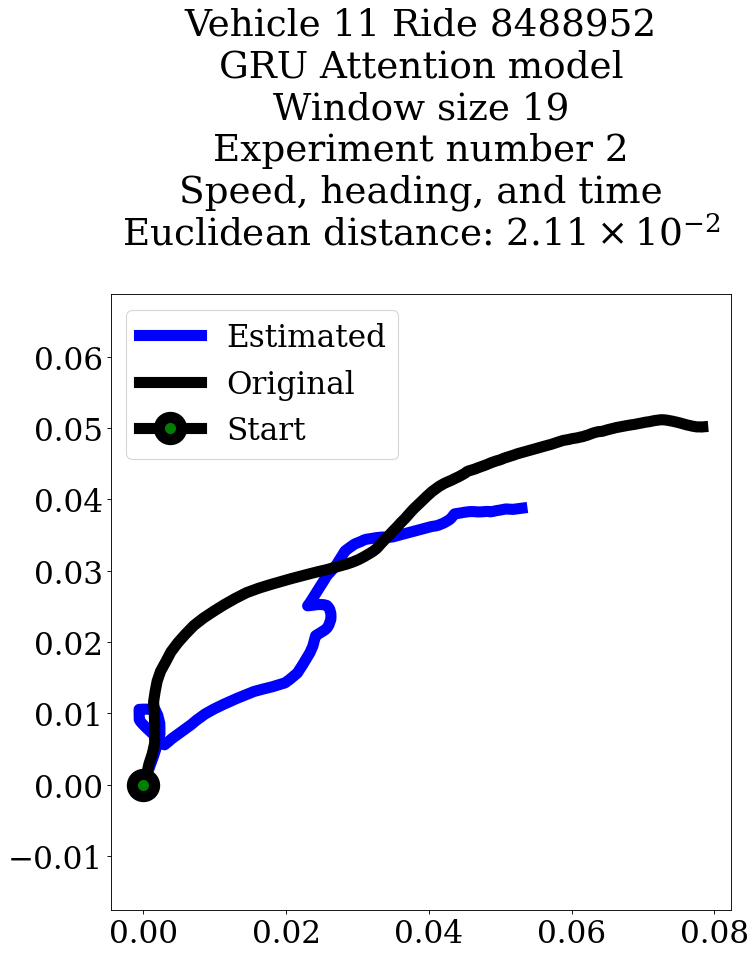 Vehicle 11 Ride 8488952
GRU Attention model
Window size 19
Experiment number 2
Speed, heading, and time
Euclidean distance: 2.11 × 10⁻²
Estimated
Original
Start
0.06
0.05
0.04
0.03
0.02
0.01
0.00
−0.01
0.00 0.02 0.04 0.06 0.08